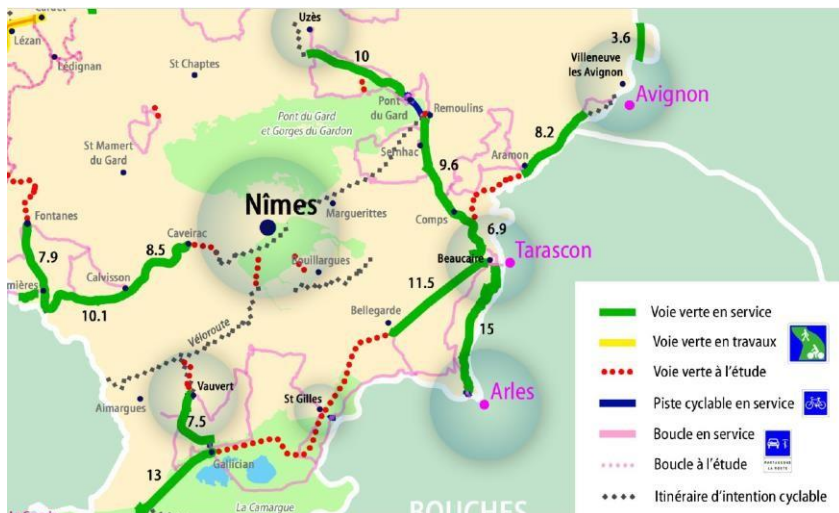 Uzès
3.6
Lézan
Lédignan
St Chaptes
10
Villeneuve
les Avignon
Avignon
Pont
du Gard
Remoulins
Pont du Gard
et Gorges du Gardon
St Mamert
du Gard
Sernhac
8.2
Aramon
9.6
Nîmes
Marguerittes
Fontanes
Caveirac
Comps
6.9
7.9
8.5
Bouillargues
Beaucaire
Tarascon
Calvisson
11.5
10.1
Bellegarde
15
Véloroute
Vauvert
St Gilles
Arles
Aimargues
7.5
Gallician
13
La Camargue
BOUCHES
Voie verte en service
Voie verte en travaux
Voie verte à l'étude
Piste cyclable en service
Boucle en service
Boucle à l'étude
PARTAGEONS
LA ROUTE
Itinéraire d'intention cyclable